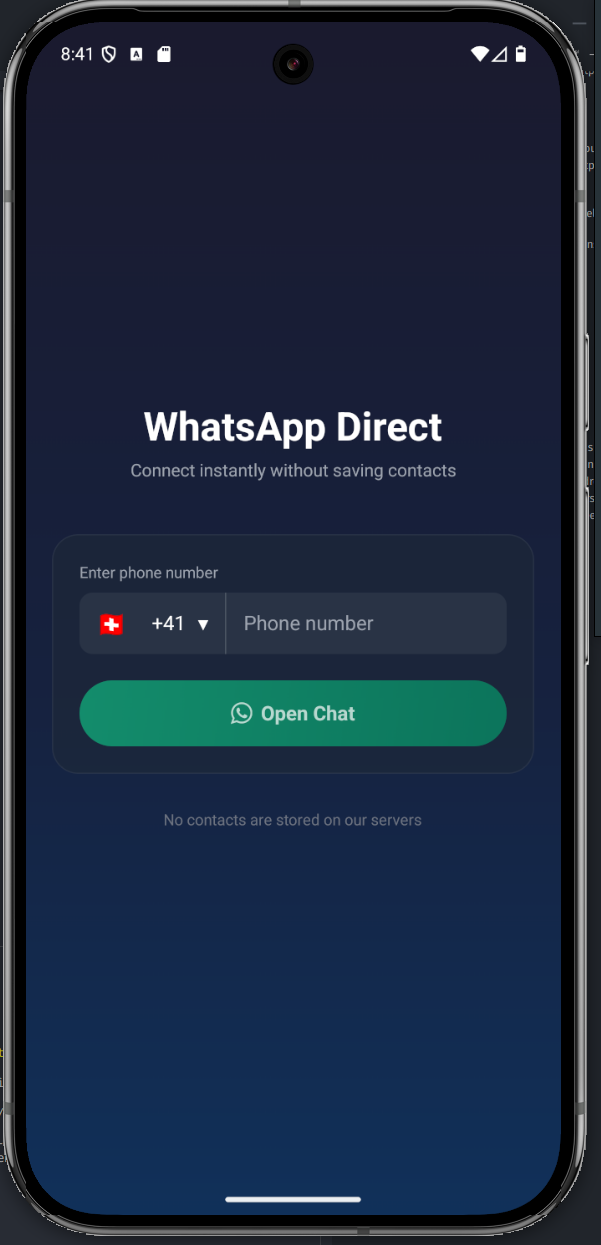 8:41
WhatsApp Direct
Connect instantly without saving contacts
Enter phone number
+41 ▼ Phone number
Open Chat
No contacts are stored on our servers